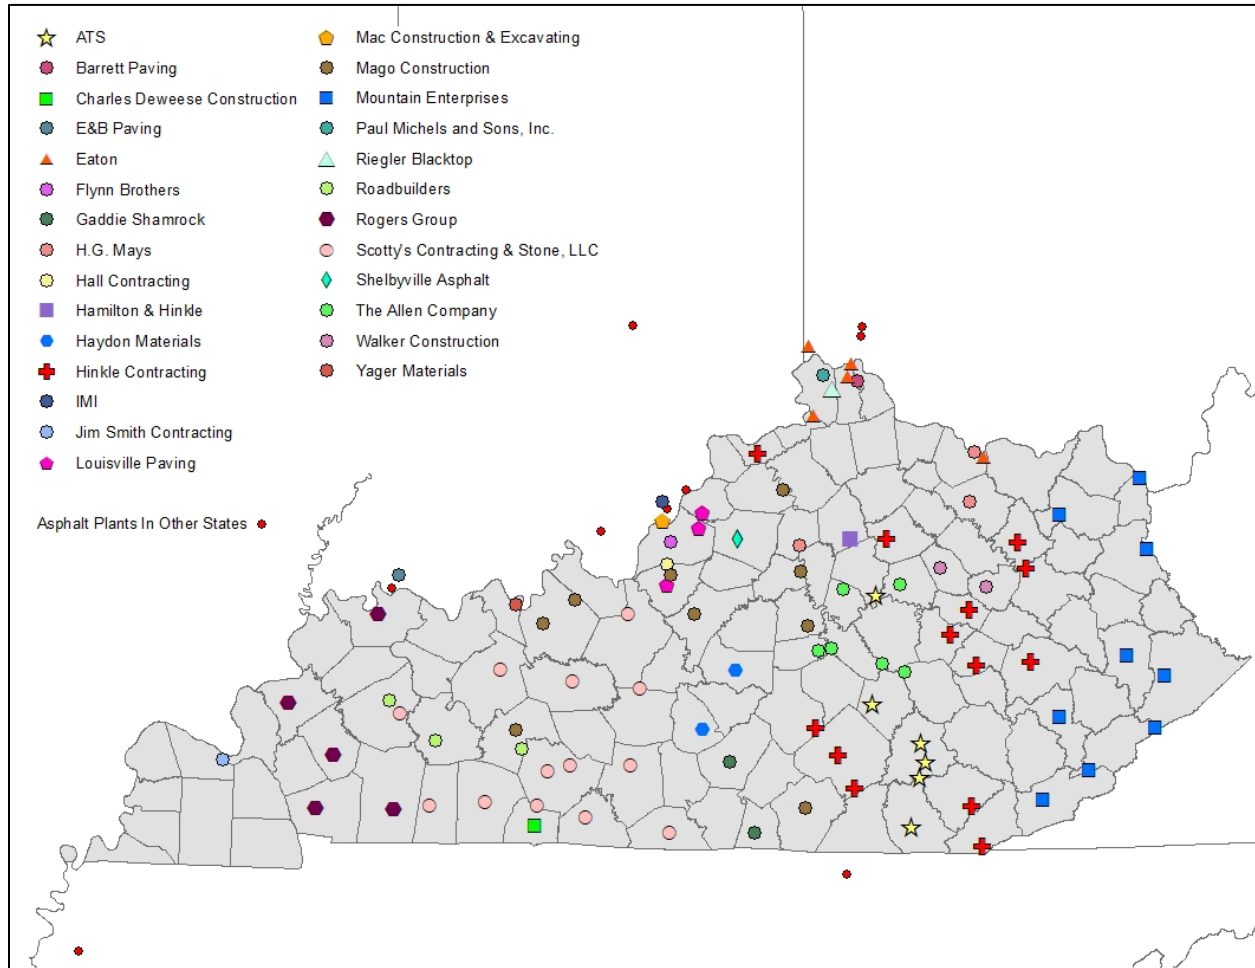 ATS
Barrett Paving
Charles Deweese Construction
E&B Paving
Eaton
Flynn Brothers
Gaddie Shamrock
H.G. Mays
Hall Contracting
Hamilton & Hinkle
Haydon Materials
Hinkle Contracting
IMI
Jim Smith Contracting
Louisville Paving
Mac Construction & Excavating
Mago Construction
Mountain Enterprises
Paul Michels and Sons, Inc.
Riegler Blacktop
Roadbuilders
Rogers Group
Scotty's Contracting & Stone, LLC
Shelbyville Asphalt
The Allen Company
Walker Construction
Yager Materials
Asphalt Plants In Other States